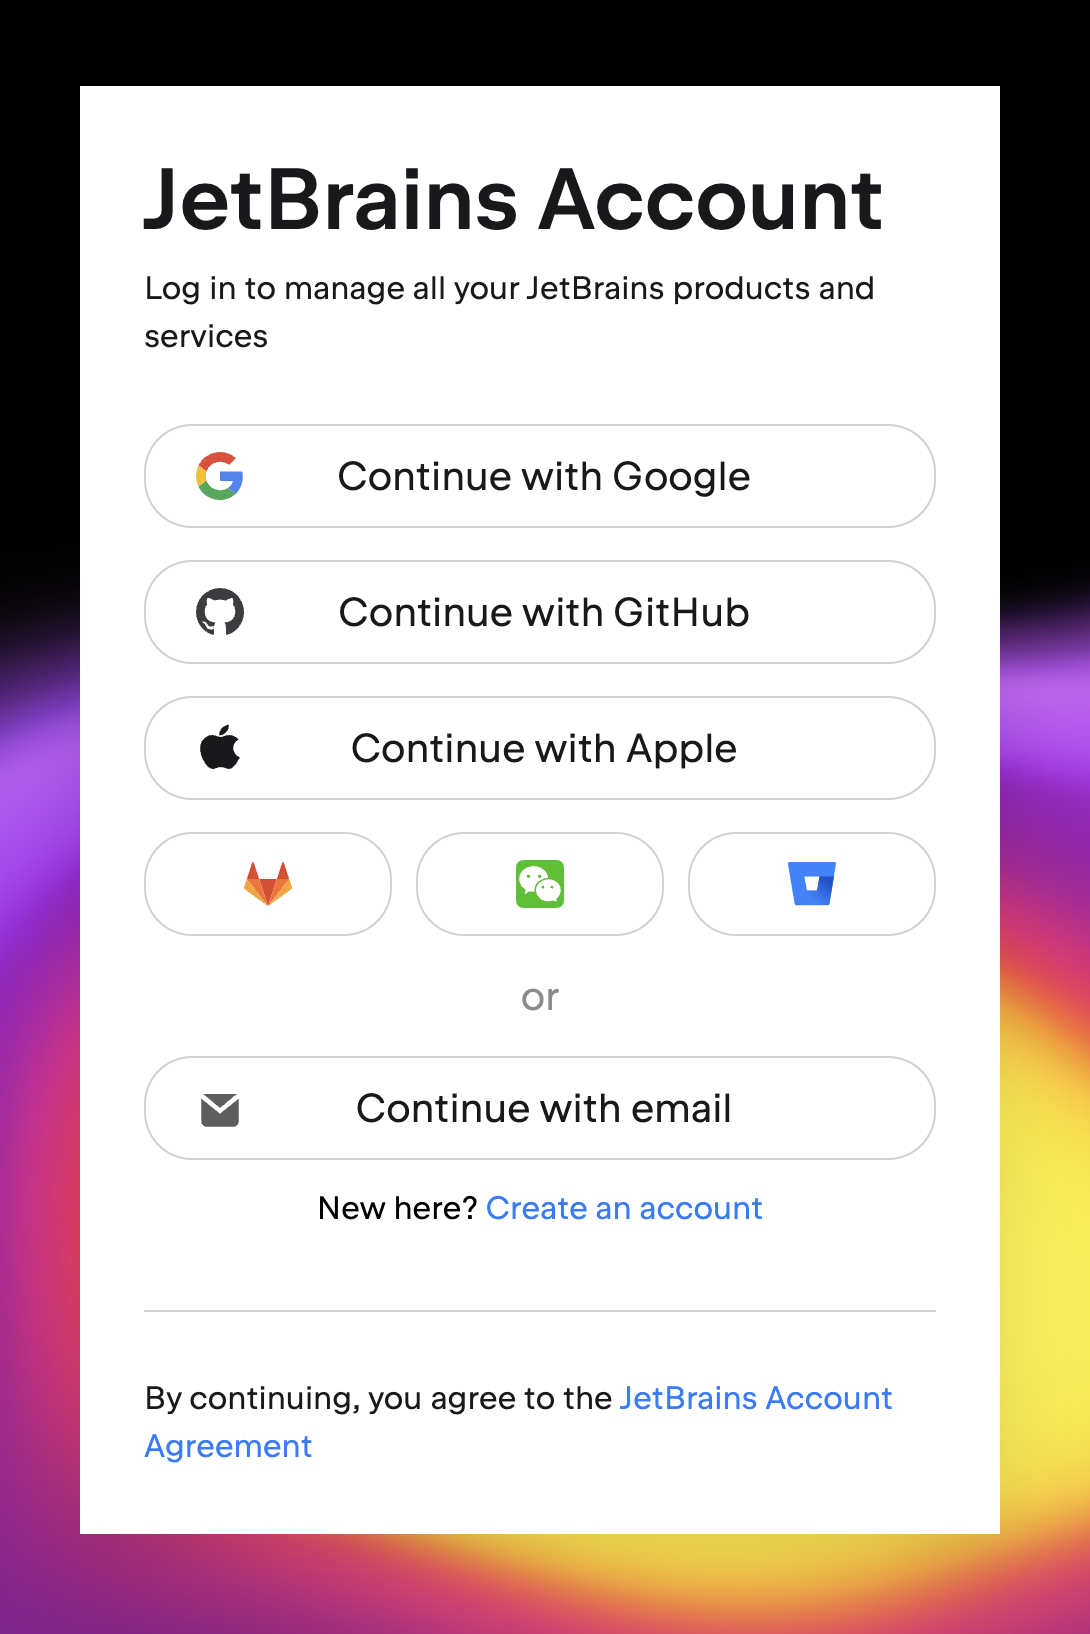 JetBrains Account
Log in to manage all your JetBrains products and
services
Continue with Google
Continue with GitHub
Continue with Apple
or
Continue with email
New here? Create an account
By continuing, you agree to the JetBrains Account
Agreement